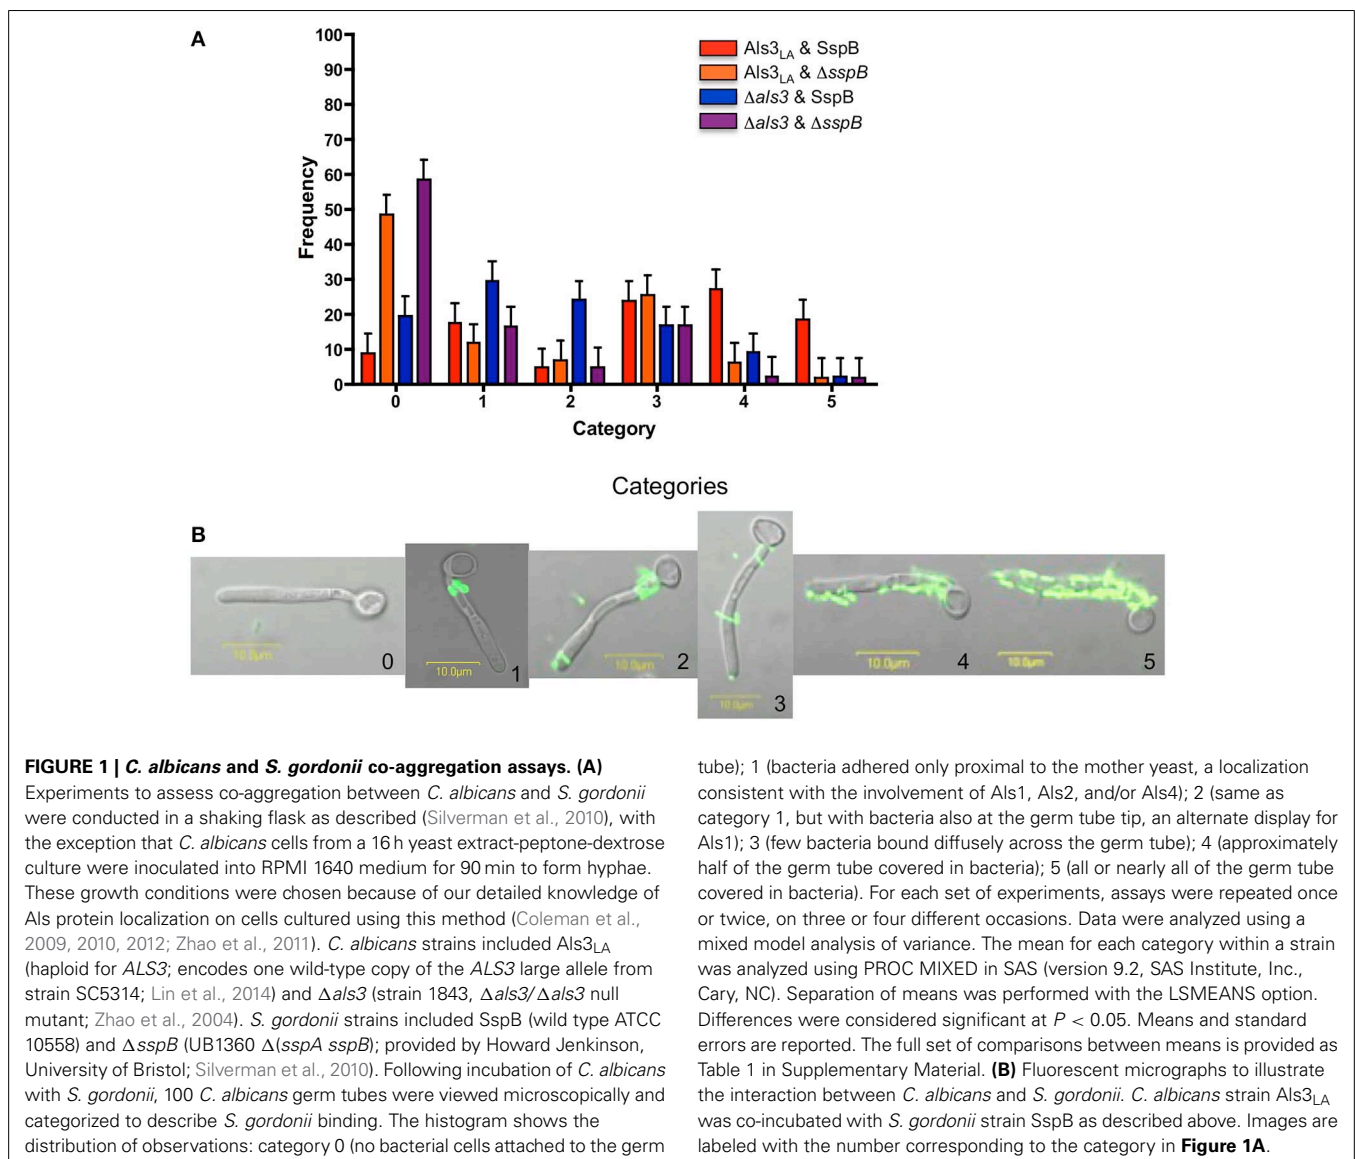 A
100
90
80
70
60
50
40
30
20
10
0
Frequency
Als3LA & SspB
Als3LA & ΔsspB
Δals3 & SspB
Δals3 & ΔsspB
0 1 2 3 4 5
Category
Categories
B
10.0µm 0
10.0µm 1
10.0µm 2
10.0µm 3
10.0µm 4
10.0µm 5
FIGURE 1 | C. albicans and S. gordonii co-aggregation assays. (A)
Experiments to assess co-aggregation between C. albicans and S. gordonii
were conducted in a shaking flask as described (Silverman et al., 2010), with
the exception that C. albicans cells from a 16 h yeast extract-peptone-dextrose
culture were inoculated into RPMI 1640 medium for 90 min to form hyphae.
These growth conditions were chosen because of our detailed knowledge of
Als protein localization on cells cultured using this method (Coleman et al.,
2009, 2010, 2012; Zhao et al., 2011). C. albicans strains included Als3LA
(haploid for ALS3; encodes one wild-type copy of the ALS3 large allele from
strain SC5314; Lin et al., 2014) and Δals3 (strain 1843, Δals3/Δals3 null
mutant; Zhao et al., 2004). S. gordonii strains included SspB (wild type ATCC
10558) and ΔsspB (UB1360 Δ(sspA sspB); provided by Howard Jenkinson,
University of Bristol; Silverman et al., 2010). Following incubation of C. albicans
with S. gordonii, 100 C. albicans germ tubes were viewed microscopically and
categorized to describe S. gordonii binding. The histogram shows the
distribution of observations: category 0 (no bacterial cells attached to the germ
tube); 1 (bacteria adhered only proximal to the mother yeast, a localization
consistent with the involvement of Als1, Als2, and/or Als4); 2 (same as
category 1, but with bacteria also at the germ tube tip, an alternate display for
Als1); 3 (few bacteria bound diffusely across the germ tube); 4 (approximately
half of the germ tube covered in bacteria); 5 (all or nearly all of the germ tube
covered in bacteria). For each set of experiments, assays were repeated once
or twice, on three or four different occasions. Data were analyzed using a
mixed model analysis of variance. The mean for each category within a strain
was analyzed using PROC MIXED in SAS (version 9.2, SAS Institute, Inc.,
Cary, NC). Separation of means was performed with the LSMEANS option.
Differences were considered significant at P < 0.05. Means and standard
errors are reported. The full set of comparisons between means is provided as
Table 1 in Supplementary Material. (B) Fluorescent micrographs to illustrate
the interaction between C. albicans and S. gordonii. C. albicans strain Als3LA
was co-incubated with S. gordonii strain SspB as described above. Images are
labeled with the number corresponding to the category in Figure 1A.